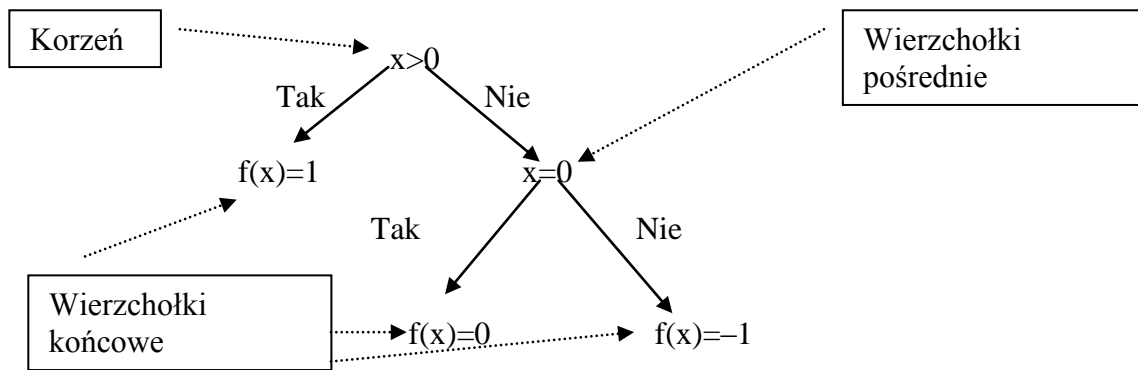 Korzeń
x>0
Wierzchołki
pośrednie
Tak
Nie
f(x)=1
x=0
Tak
Nie
Wierzchołki
końcowe
f(x)=0
f(x)=–1